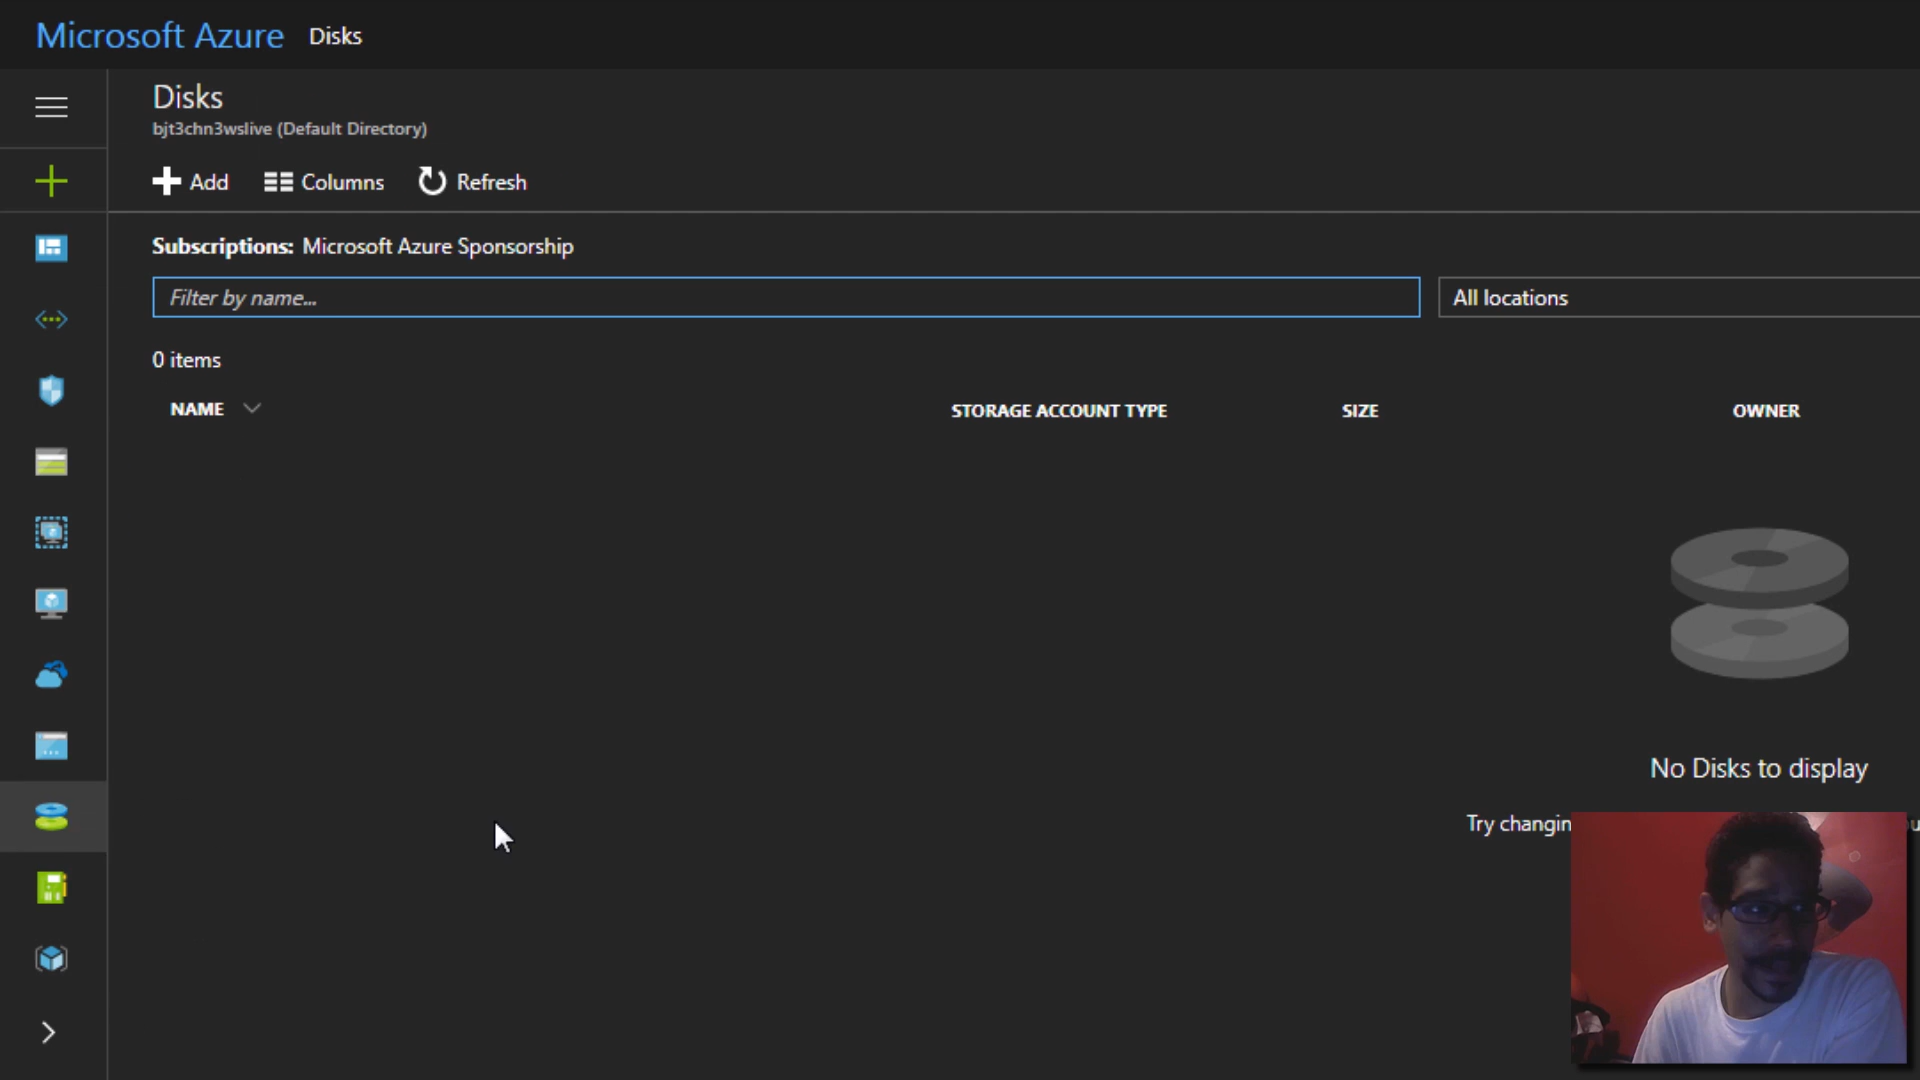 Microsoft Azure Disks
Disks
bjt3chn3wslive (Default Directory)
Add Columns Refresh
Subscriptions: Microsoft Azure Sponsorship
Filter by name... All locations
0 items
NAME STORAGE ACCOUNT TYPE SIZE OWNER
No Disks to display
Try